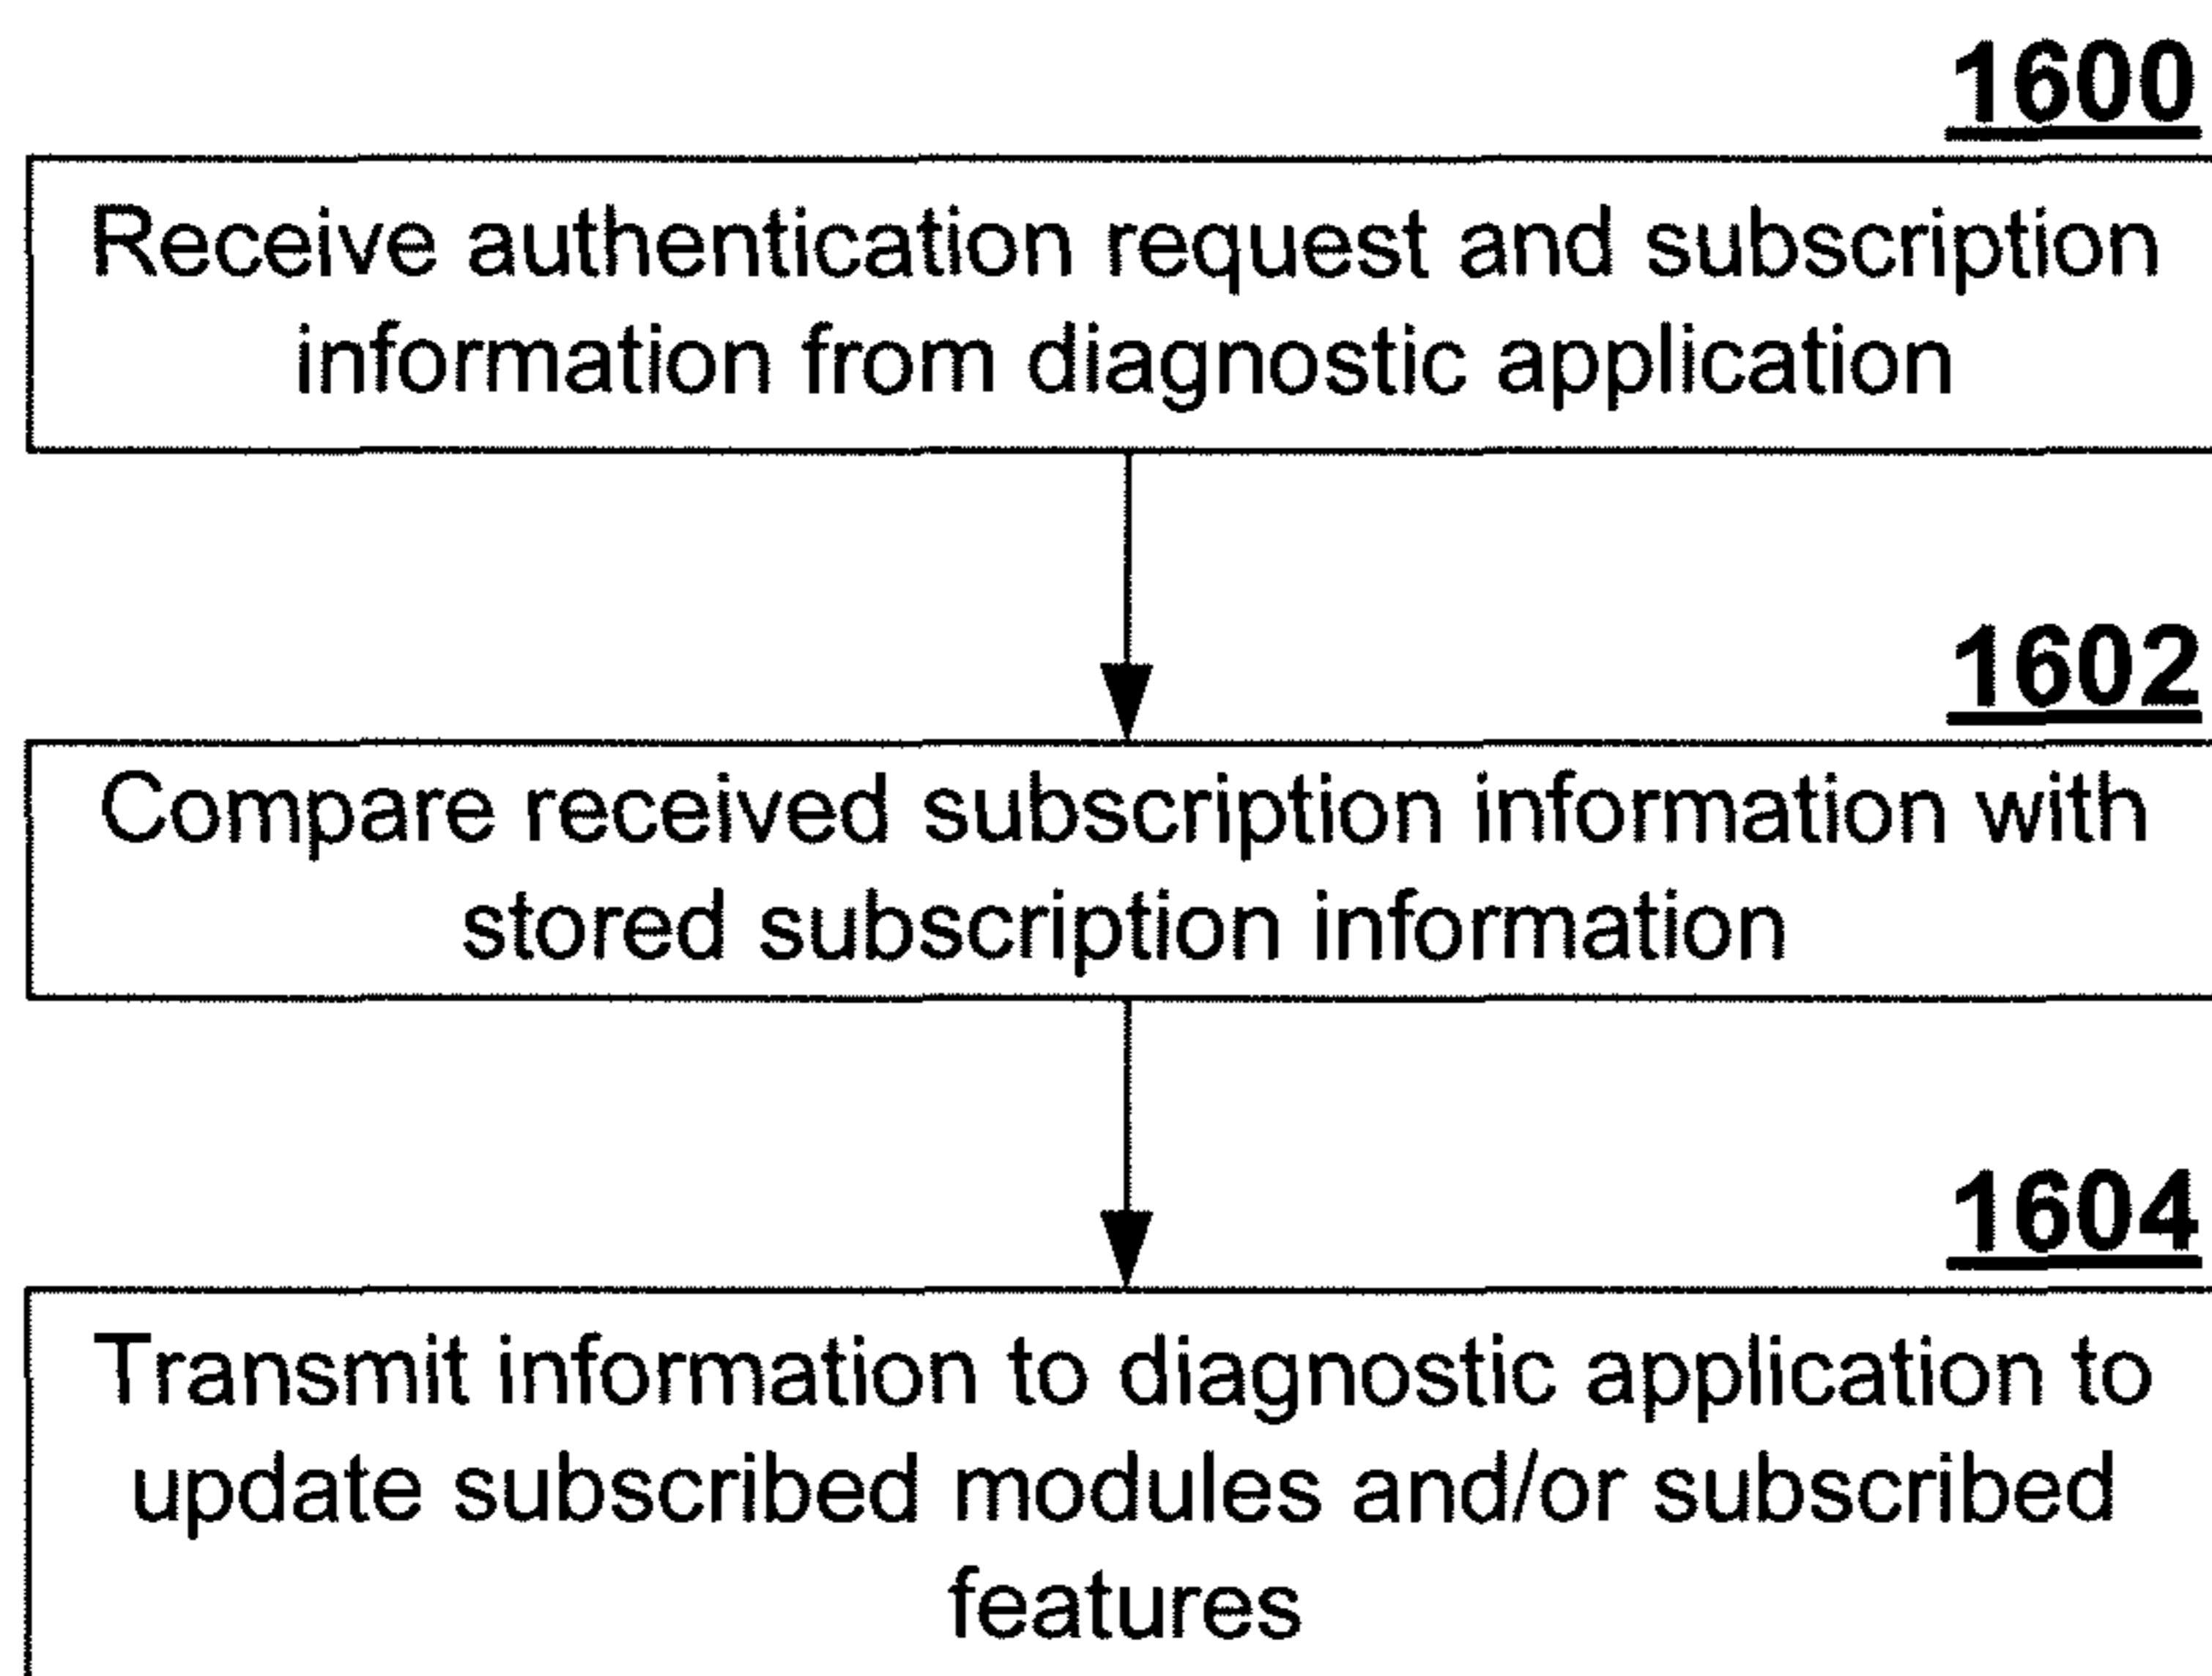 1600
Receive authentication request and subscription
information from diagnostic application
1602
Compare received subscription information with
stored subscription information
1604
Transmit information to diagnostic application to
update subscribed modules and/or subscribed
features